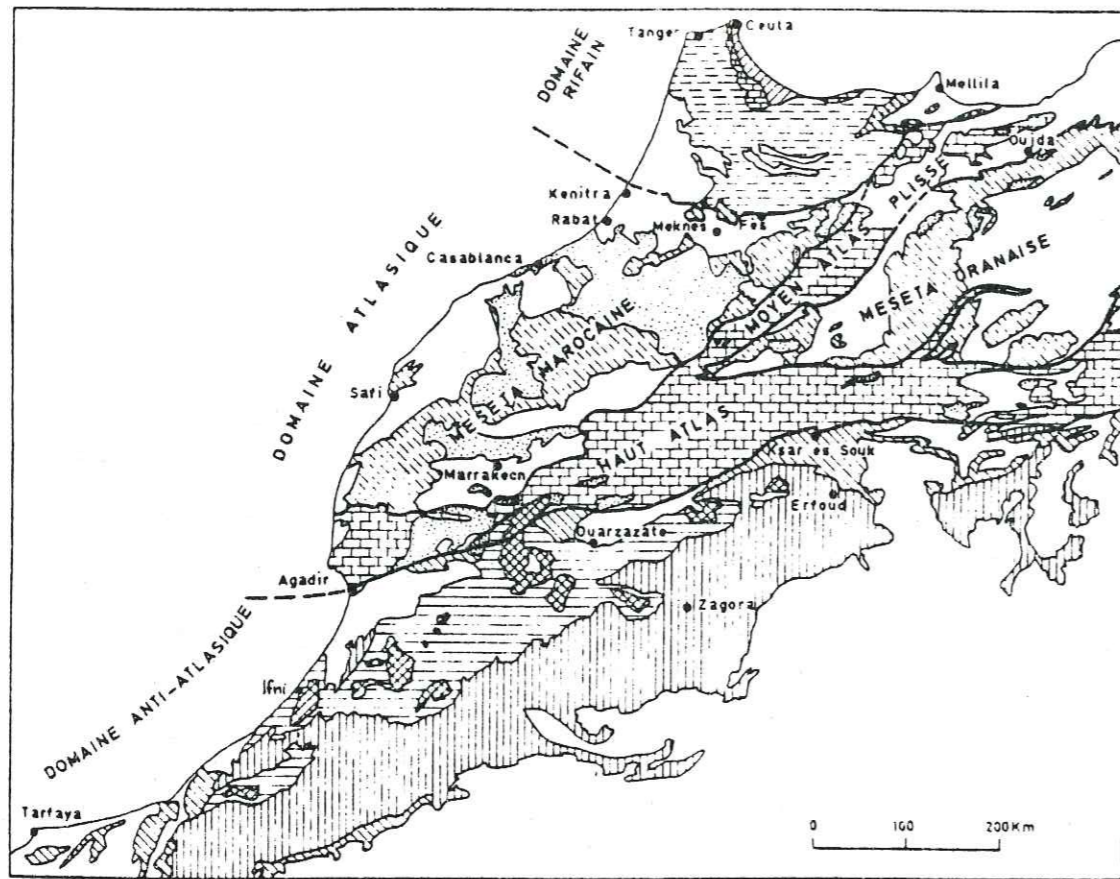 Tanger
Ceuta
DOMAINE
RIFAIN
Mellila
Oujda
Kenitra
Rabat
Meknès
Fès
MOYEN ATLAS PLISSE
Casablanca
DOMAINE ATLASIQUE
MESETA ORANAISE
MESETA MAROCAINE
Safi
HAUT ATLAS
Marrakech
Ksar es Souk
Erfoud
Ouarzazate
Agadir
Zagora
DOMAINE ANTI-ATLASIQUE
Ifni
Tarfaya
0 100 200Km